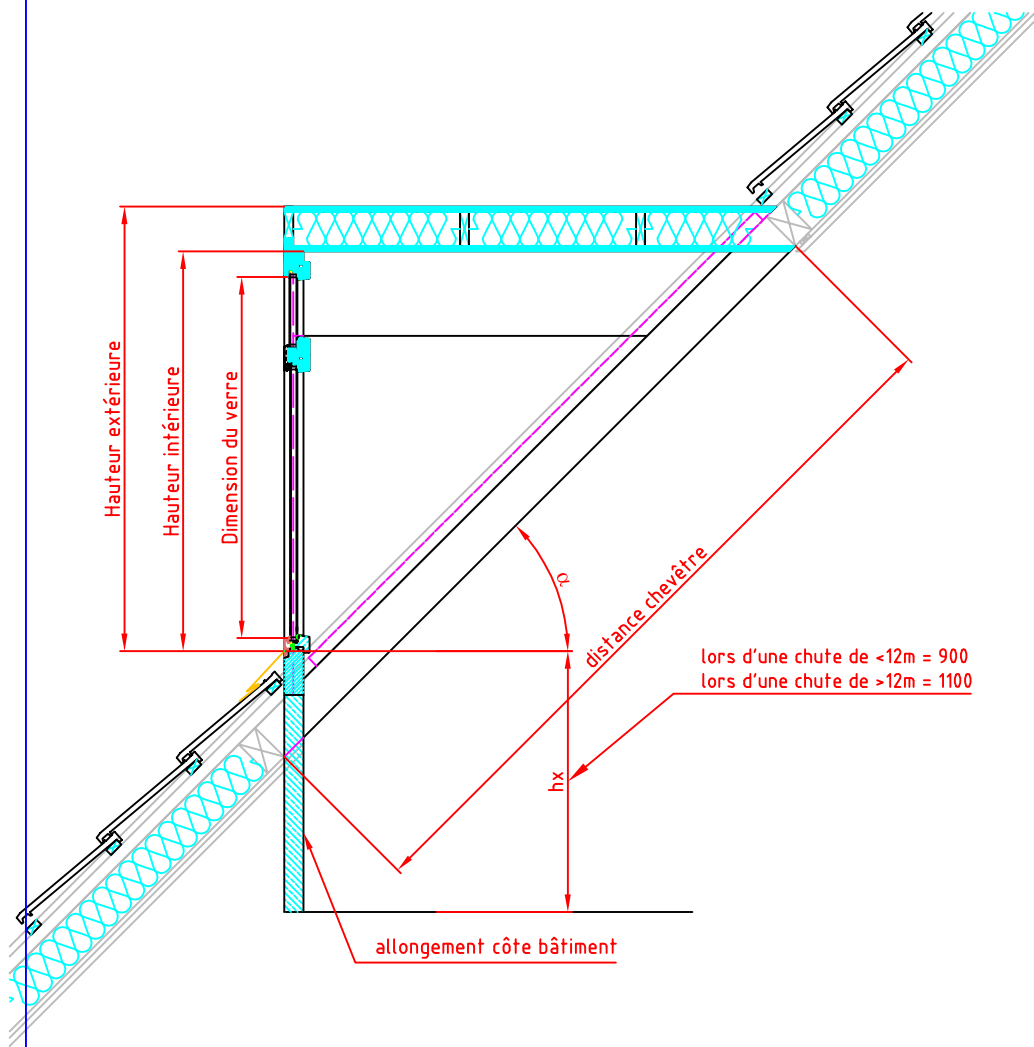 Hauteur extérieure
Hauteur intérieure
Dimension du verre
α
distance chevêtre
lors d'une chute de <12m = 900
lors d'une chute de >12m = 1100
hx
allongement côte bâtiment